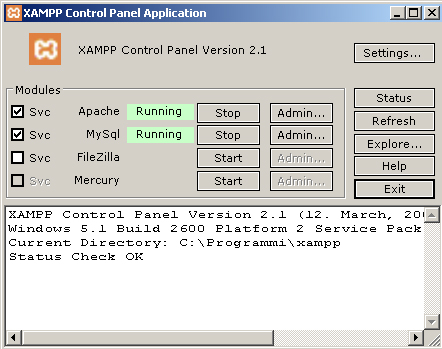 XAMPP Control Panel Application
XAMPP Control Panel Version 2.1
Settings...
Modules
Svc Apache Running Stop Admin...
Svc MySql Running Stop Admin...
Svc FileZilla Start Admin...
Svc Mercury Start Admin...
Status
Refresh
Explore...
Help
Exit
XAMPP Control Panel Version 2.1 (12. March,
Windows 5.1 Build 2600 Platform 2 Service Pack
Current Directory: C:\Programmi\xampp
Status Check OK